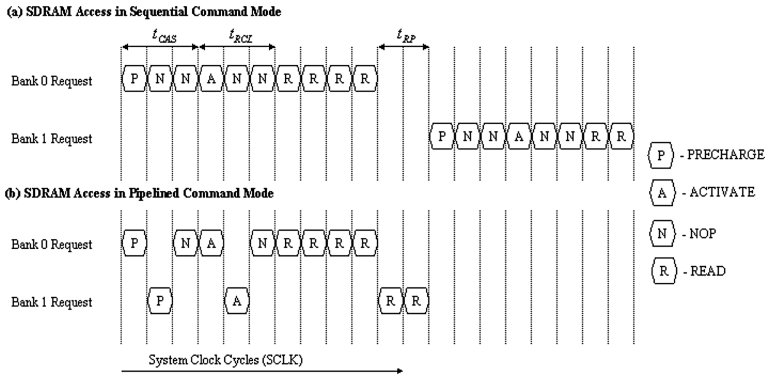 (a) SDRAM Access in Sequential Command Mode
tCAS tRCL tRP
Bank 0 Request P N N A N N R R R R
Bank 1 Request P N N A N N R R
P - PRECHARGE
(b) SDRAM Access in Pipelined Command Mode
A - ACTIVATE
Bank 0 Request P N A N R R R R
N - NOP
R - READ
Bank 1 Request P A R R
System Clock Cycles (SCLK)